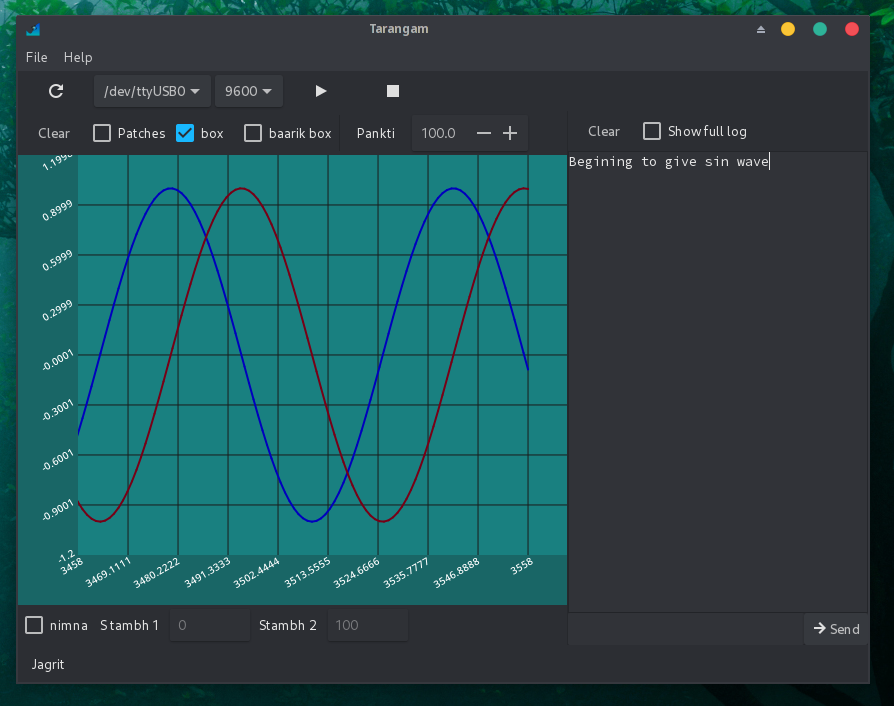 Tarangam
File Help
/dev/ttyUSB0 9600
Clear Patches box baarik box Pankti 100.0
Clear Show full log
Begining to give sin wave
1.1998
0.8999
0.5999
0.2999
-0.0001
-0.3001
-0.6001
-0.9001
-1.2
3458 3469.1111 3480.2222 3491.3333 3502.4444 3513.5555 3524.6666 3535.7777 3546.8888 3558
nimna Stambh 1 0 Stambh 2 100
Send
Jagrit